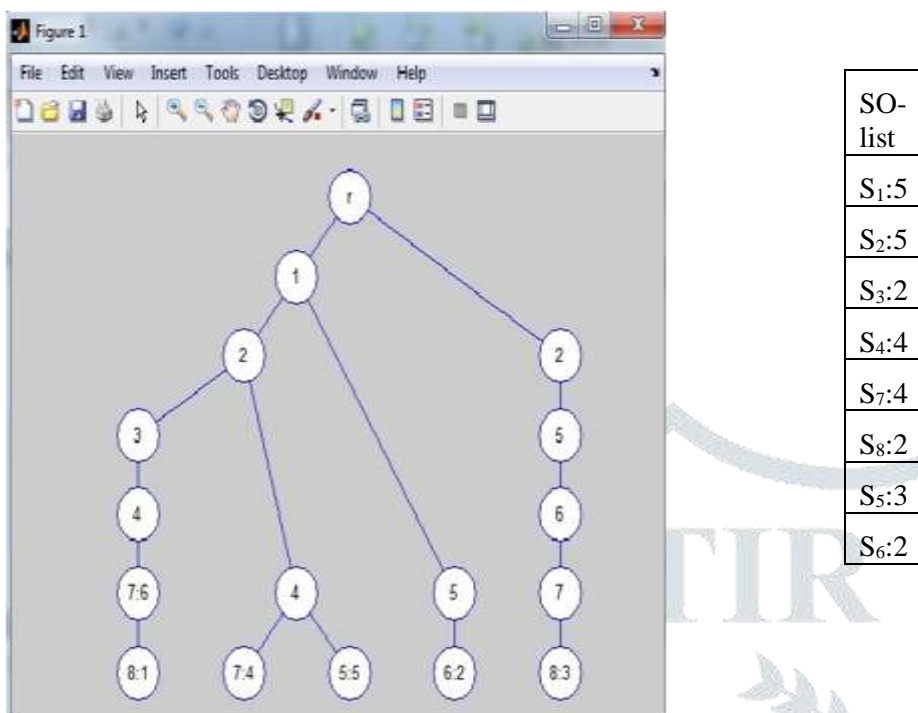 Figure 1
File Edit View Insert Tools Desktop Window Help
r
1
2 2
3 5
4 6
7:6 4 5 7
8:1 7:4 5:5 6:2 8:3
SO-
list
S₁:5
S₂:5
S₃:2
S₄:4
S₇:4
S₈:2
S₅:3
S₆:2
TIR